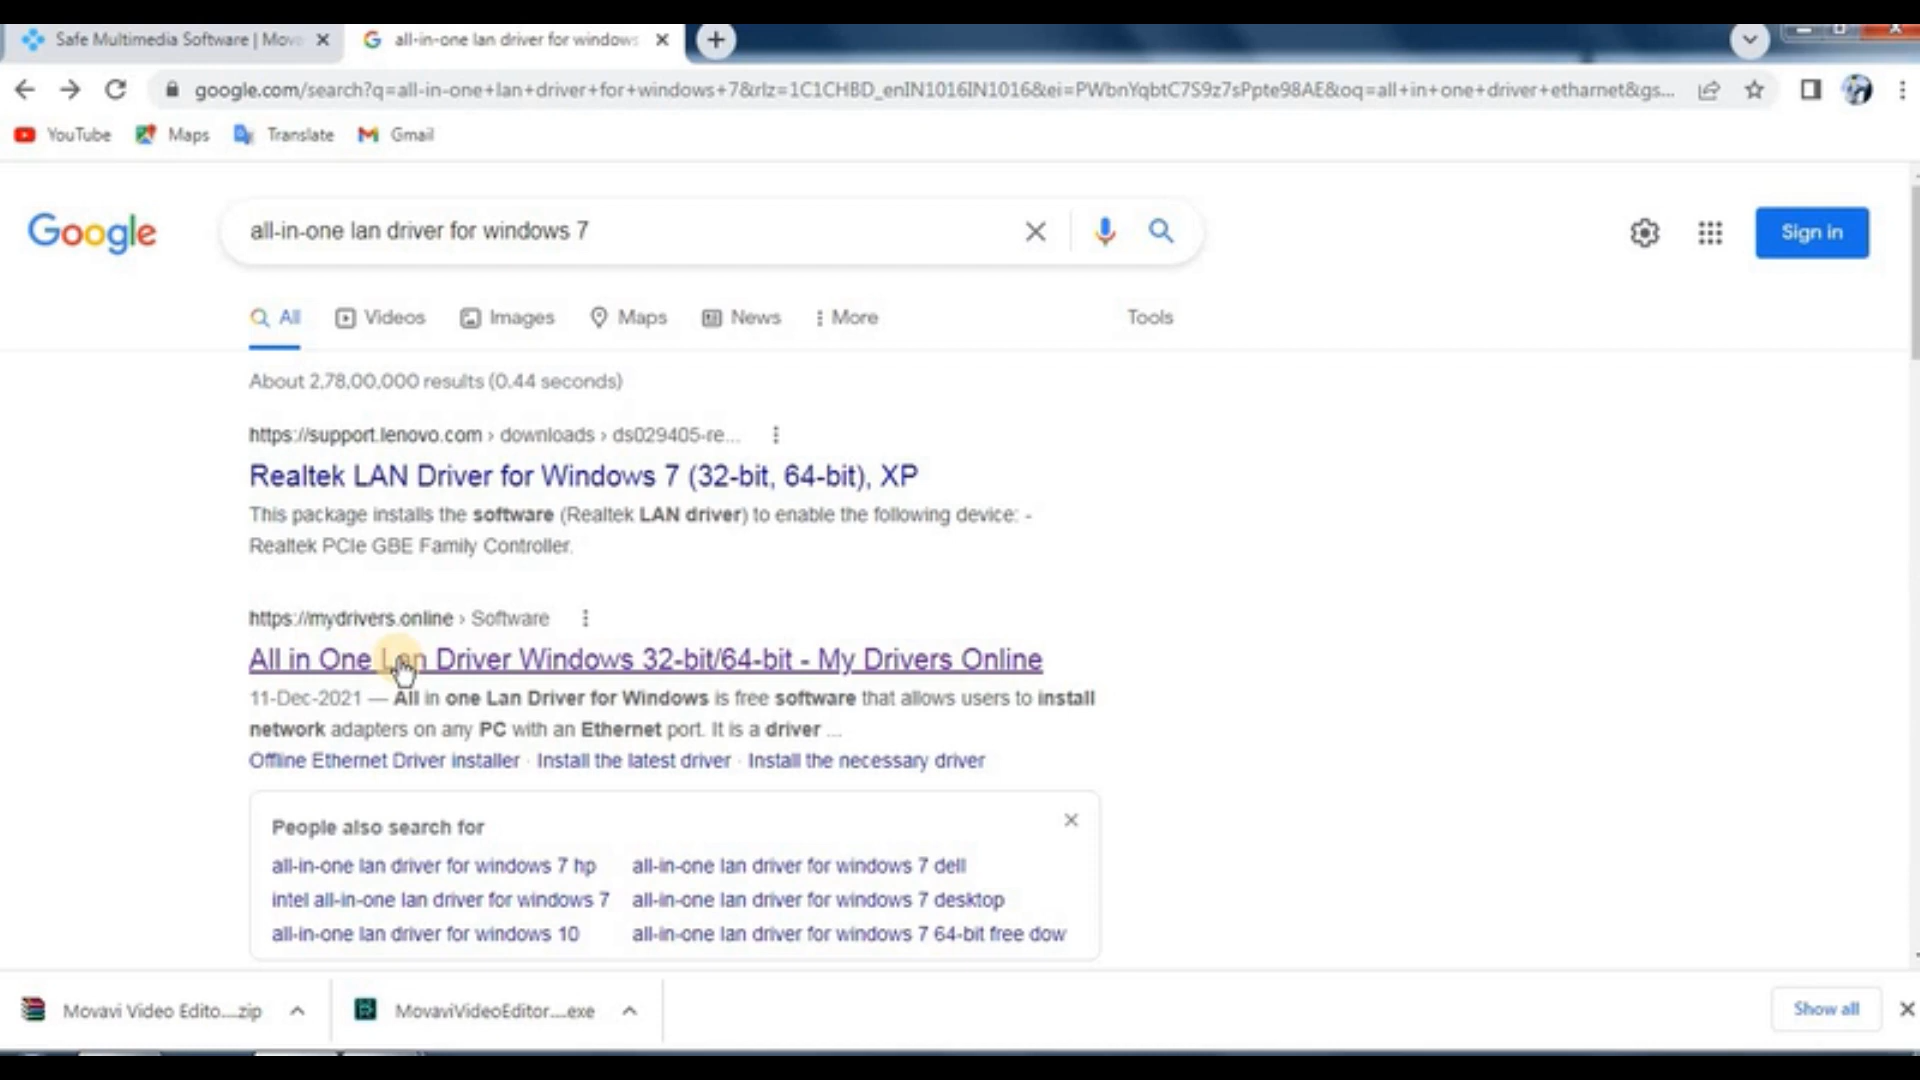 Safe Multimedia Software | Mov
all-in-one lan driver for windows
google.com/search?q=all-in-one+lan+driver+for+windows+7&rlz=1C1CHBD_enIN1016IN1016&ei=PWbnYqbtC7S9z7sPpte98AE&oq=all+in+one+driver+etharnet&gs...
YouTube Maps Translate Gmail
Google
all-in-one lan driver for windows 7
Sign in
All Videos Images Maps News More Tools
About 2,78,00,000 results (0.44 seconds)
https://support.lenovo.com › downloads › ds029405-re...
Realtek LAN Driver for Windows 7 (32-bit, 64-bit), XP
This package installs the software (Realtek LAN driver) to enable the following device: -
Realtek PCIe GBE Family Controller.
https://mydrivers.online › Software
All in One Lan Driver Windows 32-bit/64-bit - My Drivers Online
11-Dec-2021 — All in one Lan Driver for Windows is free software that allows users to install
network adapters on any PC with an Ethernet port. It is a driver ...
Offline Ethernet Driver installer · Install the latest driver · Install the necessary driver
People also search for
all-in-one lan driver for windows 7 hp
all-in-one lan driver for windows 7 dell
intel all-in-one lan driver for windows 7
all-in-one lan driver for windows 7 desktop
all-in-one lan driver for windows 10
all-in-one lan driver for windows 7 64-bit free dow
Movavi Video Edito....zip
MovaviVideoEditor....exe
Show all